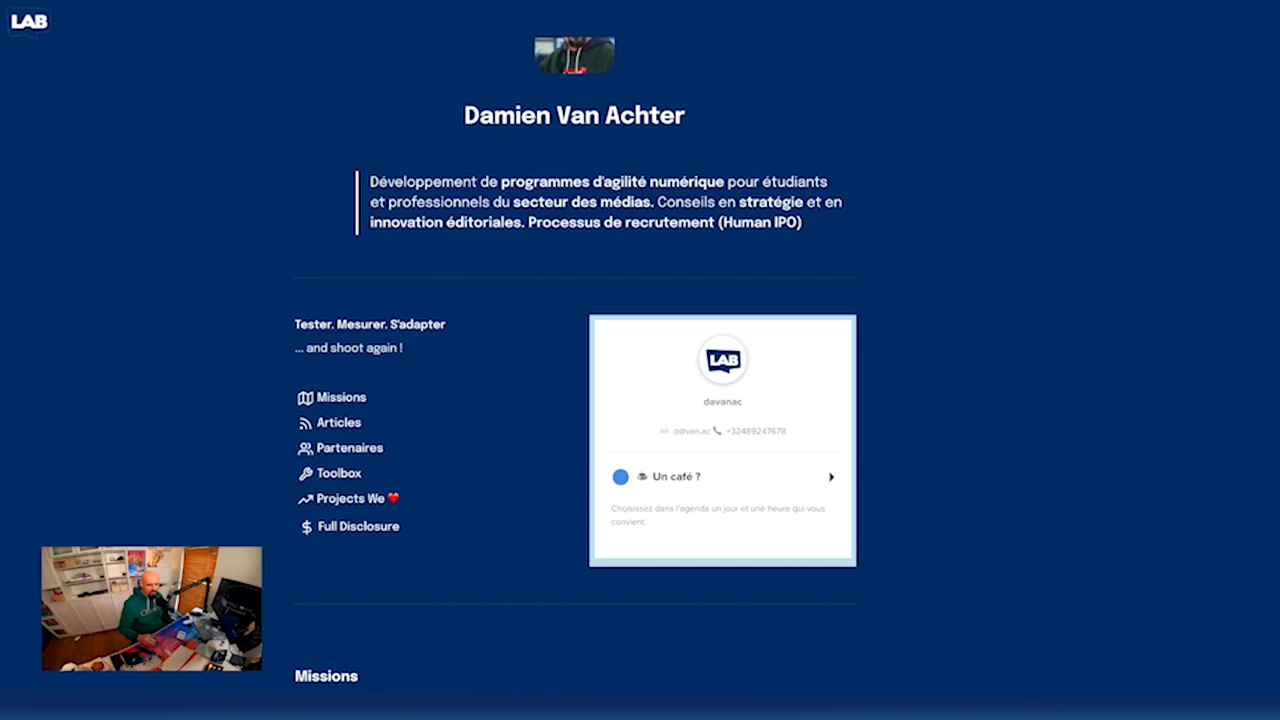 LAB
Damien Van Achter
Développement de programmes d'agilité numérique pour étudiants
et professionnels du secteur des médias. Conseils en stratégie et en
innovation éditoriales. Processus de recrutement (Human IPO)
Tester. Mesurer. S'adapter
... and shoot again !
Missions
Articles
Partenaires
Toolbox
Projects We ❤️
Full Disclosure
LAB
davanac
d@van.ac +32489247678
Un café ?
Choisissez dans l'agenda un jour et une heure qui vous
convient.
Missions